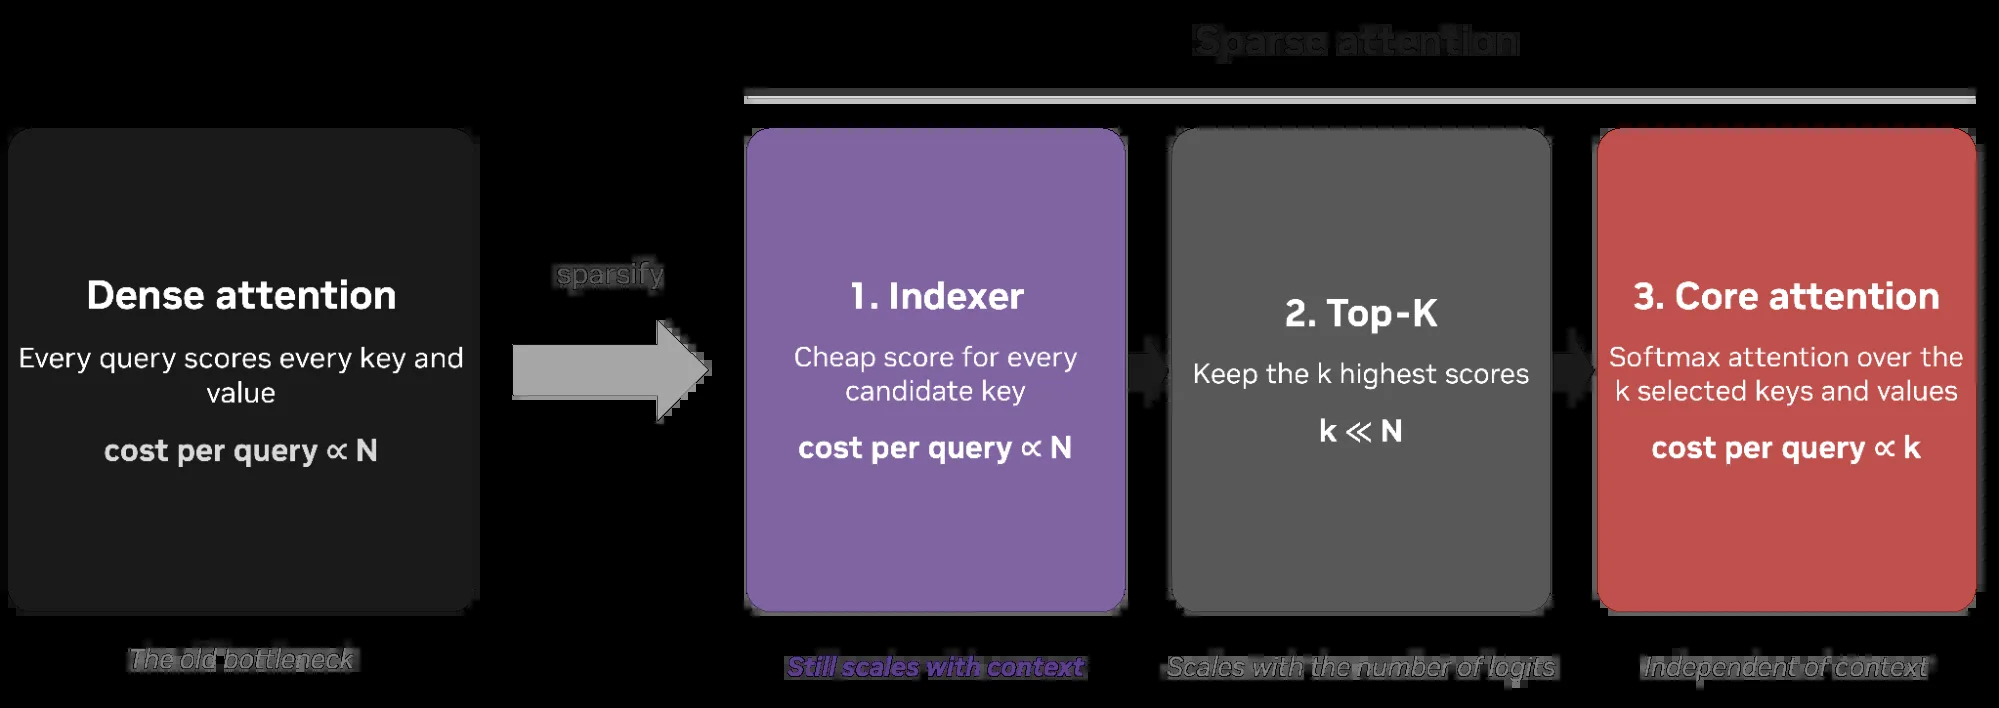 Sparse attention
Dense attention
Every query scores every key and
value
cost per query ∝ N
The old bottleneck
sparsify
1. Indexer
Cheap score for every
candidate key
cost per query ∝ N
Still scales with context
2. Top-K
Keep the k highest scores
k ≪ N
Scales with the number of logits
3. Core attention
Softmax attention over the
k selected keys and values
cost per query ∝ k
Independent of context